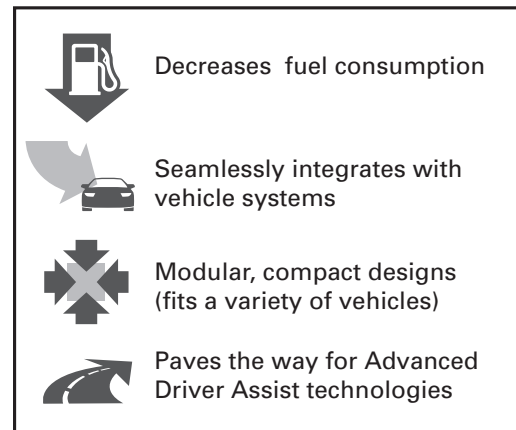 Decreases  fuel consumption
Seamlessly integrates with
vehicle systems
Modular, compact designs
(fits a variety of vehicles)
Paves the way for Advanced
Driver Assist technologies